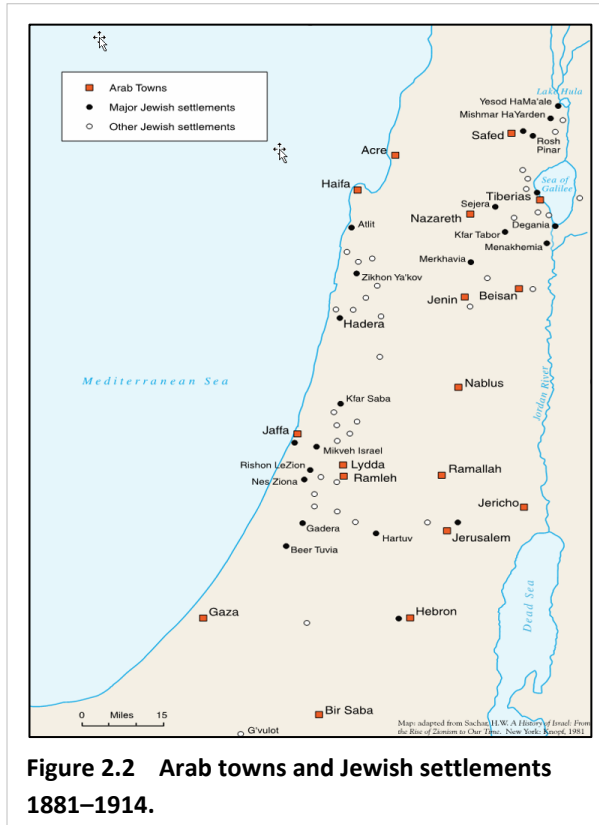 Arab Towns
Major Jewish settlements
Other Jewish settlements
Lake Hula
Yesod HaMa'ale
Mishmar HaYarden
Safed
Rosh
Pinar
Acre
Sea of
Galilee
Haifa
Tiberias
Sejera
Nazareth
Degania
Atlit
Kfar Tabor
Menakhemia
Merkhavia
Zikhon Ya'kov
Beisan
Jenin
Hadera
Mediterranean Sea
Nablus
Jordan River
Kfar Saba
Jaffa
Mikveh Israel
Rishon LeZion
Lydda
Nes Ziona
Ramleh
Ramallah
Jericho
Gadera
Hartuv
Jerusalem
Beer Tuvia
Dead Sea
Gaza
Hebron
Bir Saba
0 Miles 15
G'vulot
Map: adapted from Sachar, H.W. A History of Israel: From
the Rise of Zionism to Our Time. New York: Knopf, 1981
Figure 2.2 Arab towns and Jewish settlements
1881–1914.